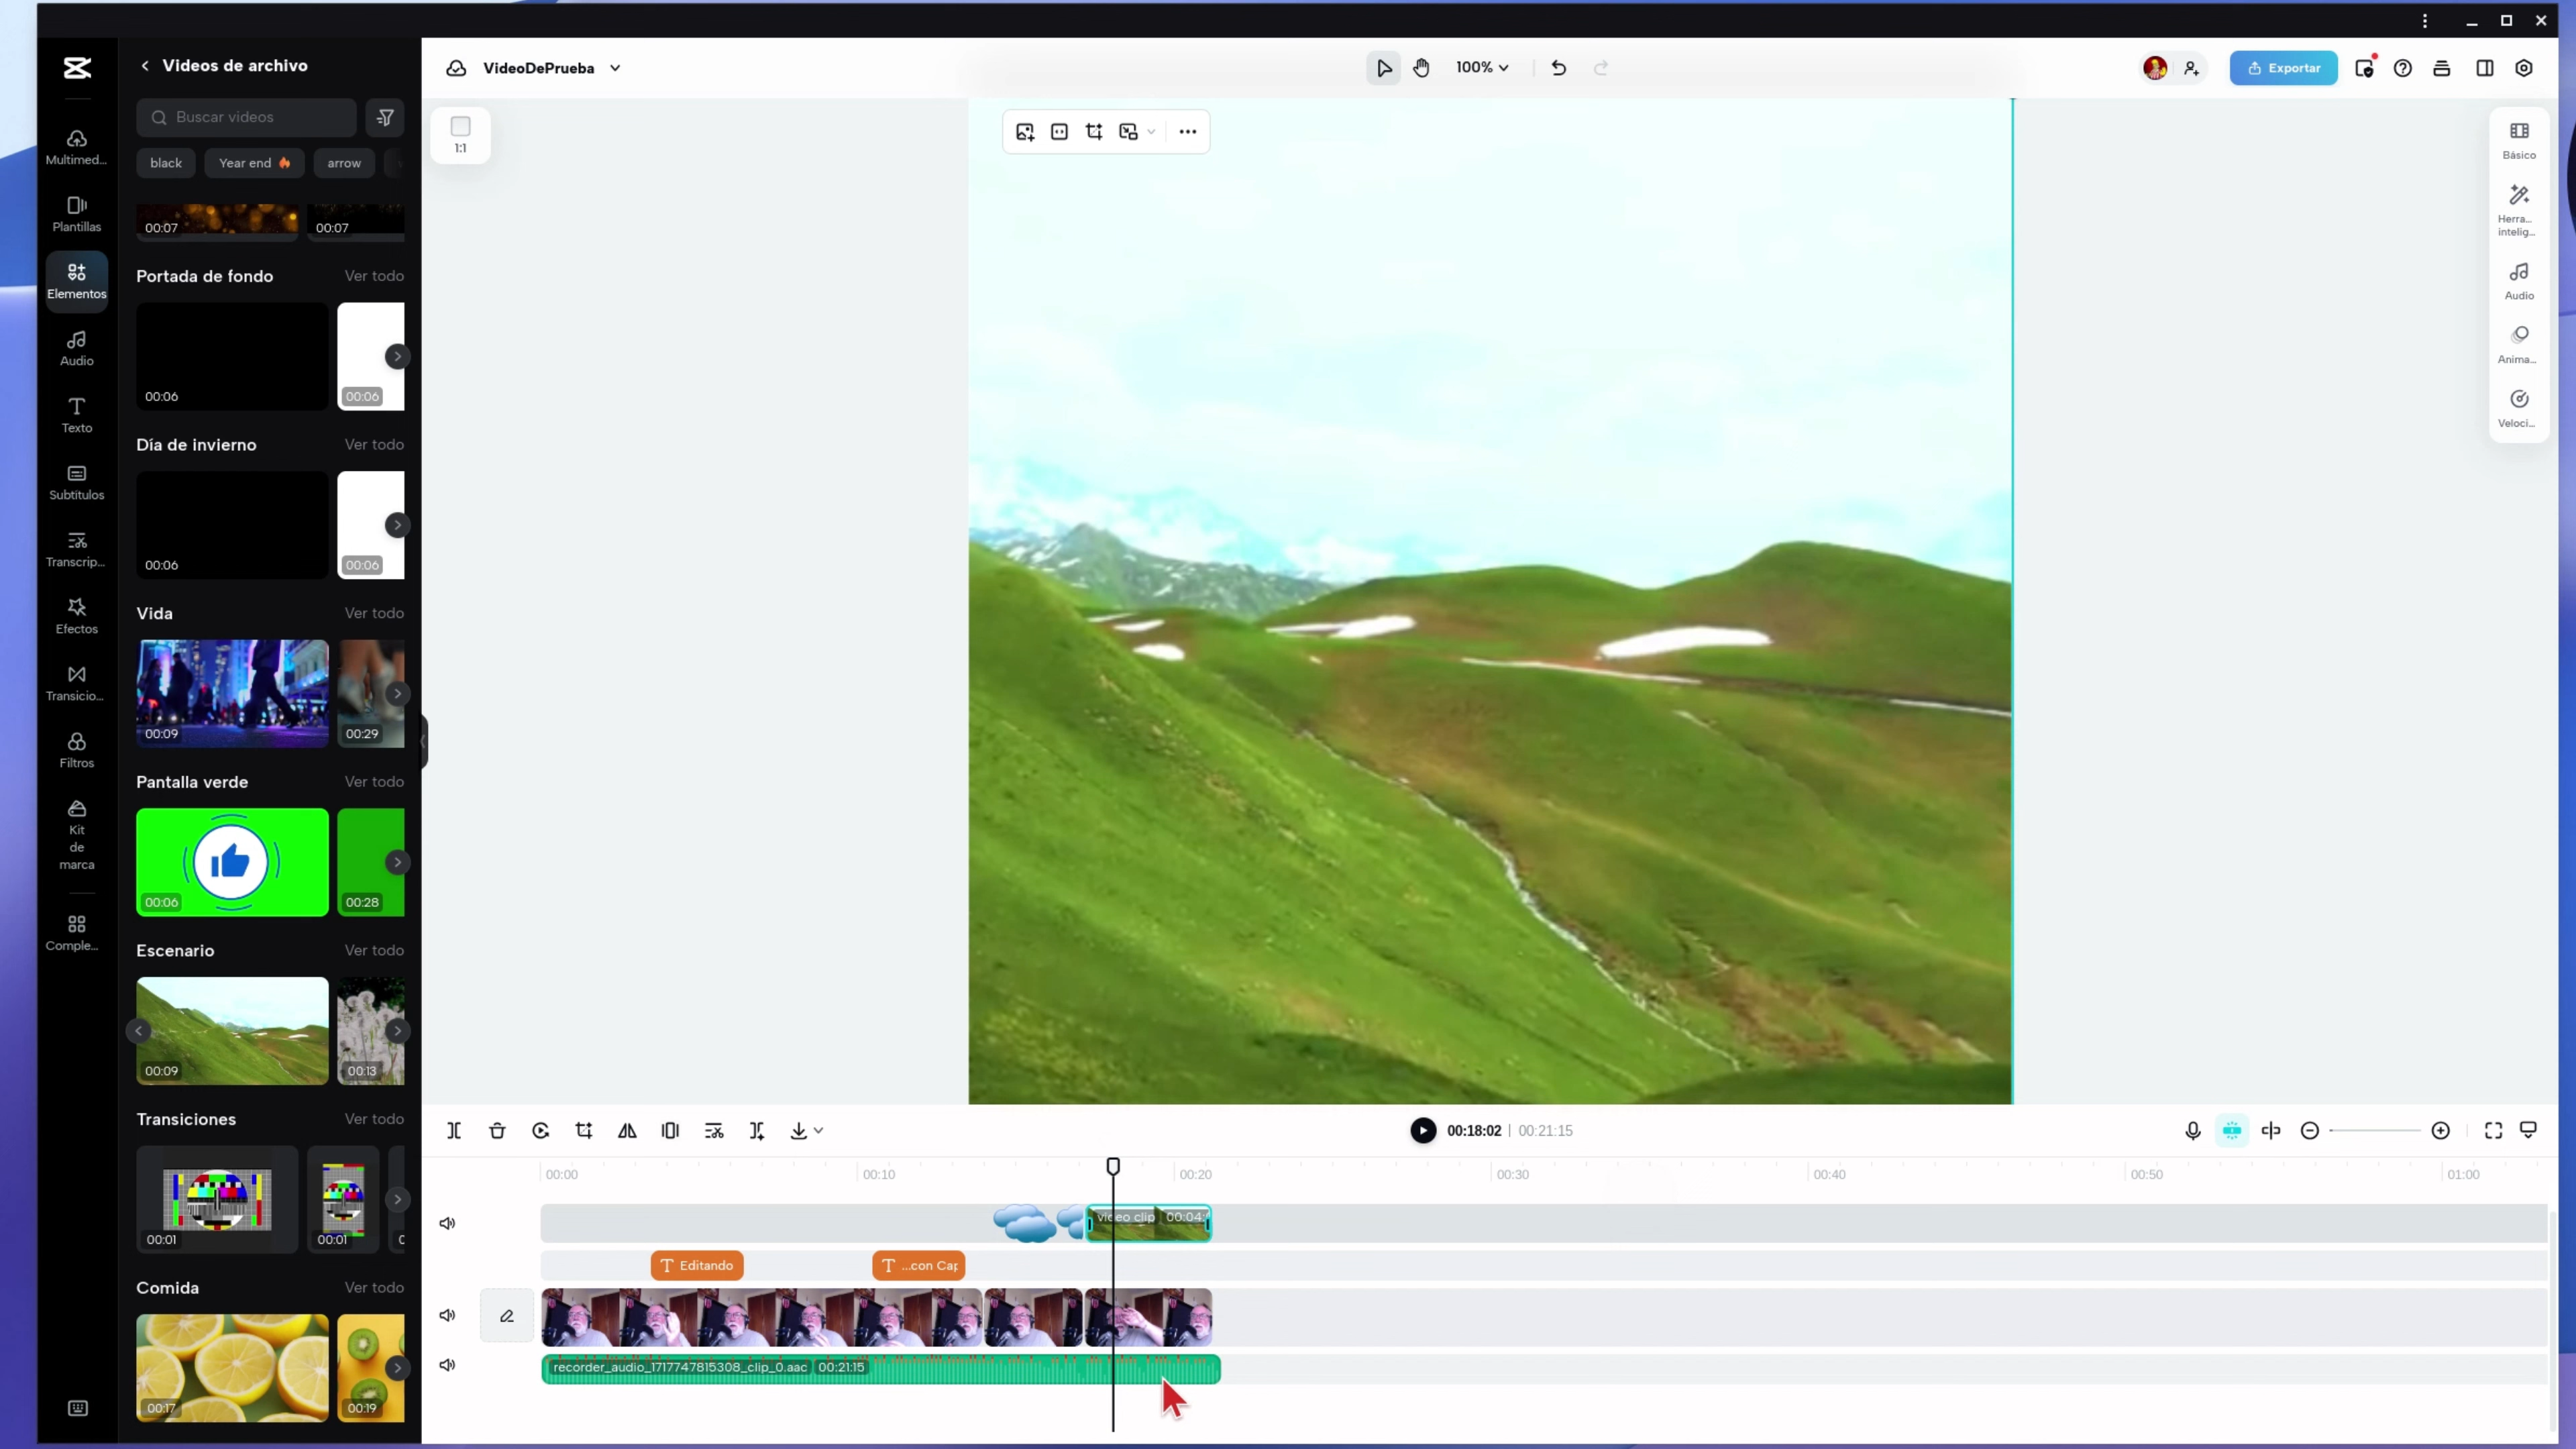 Videos de archivo
VideoDePrueba
100%
Exportar
Buscar videos
black
Year end
arrow
1:1
Multimed...
Plantillas
Elementos
Audio
Texto
Subtítulos
Transcrip...
Efectos
Transicio...
Filtros
Kit
de
marca
Comple...
00:07
00:07
Portada de fondo
Ver todo
00:06
00:06
Día de invierno
Ver todo
00:06
00:06
Vida
Ver todo
00:09
00:29
Pantalla verde
Ver todo
00:06
00:28
Escenario
Ver todo
00:09
00:13
Transiciones
Ver todo
00:01
00:01
Comida
Ver todo
00:17
00:19
Básico
Herra...
intelig...
Audio
Anima...
Veloci...
00:18:02 | 00:21:15
00:00
00:10
00:20
00:30
00:40
00:50
01:00
video clip 00:04:
Editando
...con Cap
recorder_audio_1717747815308_clip_0.aac 00:21:15